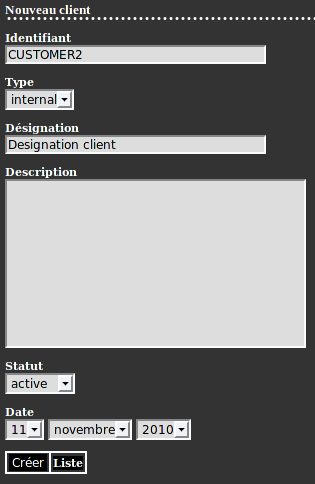 Nouveau client
Identifiant
CUSTOMER2
Type
internal
Désignation
Designation client
Description
Statut
active
Date
11 novembre 2010
Créer Liste